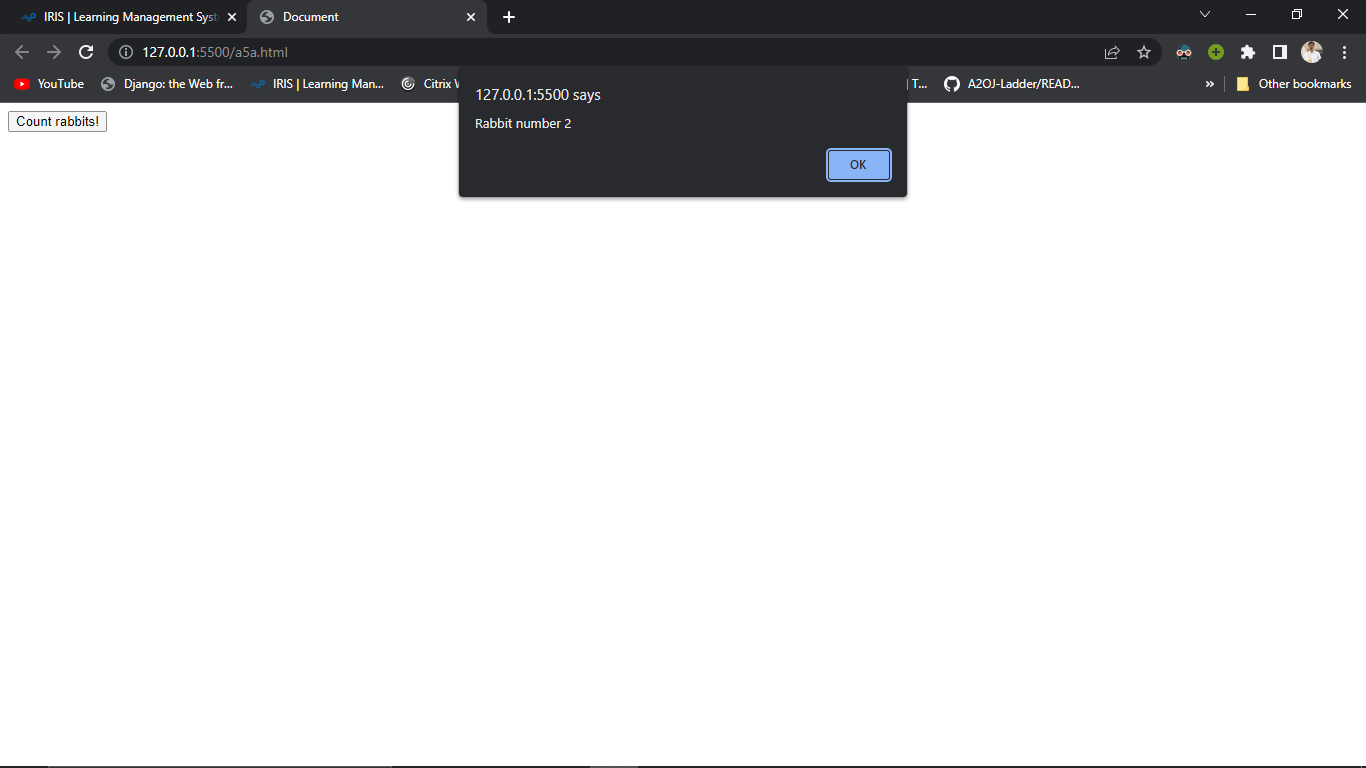 IRIS | Learning Management Syst
Document
127.0.0.1:5500/a5a.html
YouTube
Django: the Web fr...
IRIS | Learning Man...
Citrix
T...
A2OJ-Ladder/READ...
»
Other bookmarks
Count rabbits!
127.0.0.1:5500 says
Rabbit number 2
OK